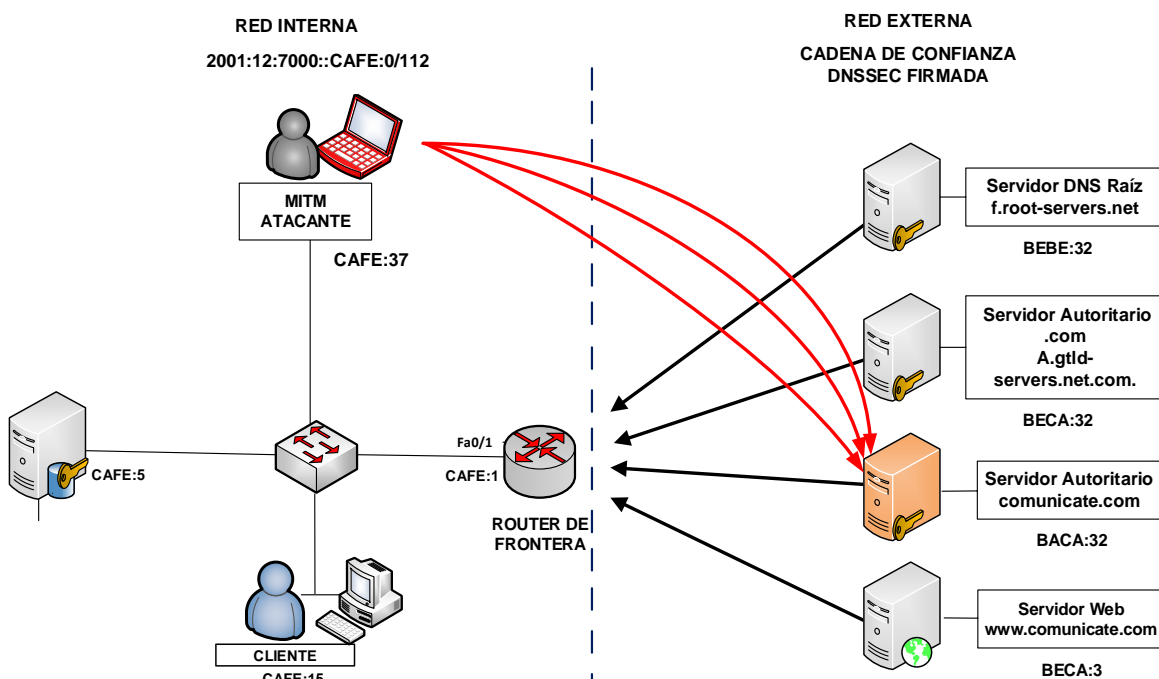 RED INTERNA
2001:12:7000::CAFE:0/112
RED EXTERNA
CADENA DE CONFIANZA
DNSSEC FIRMADA
MITM
ATACANTE
CAFE:37
CAFE:5
Fa0/1
CAFE:1
ROUTER DE
FRONTERA
CLIENTE
CAFE:15
Servidor DNS Raíz
f.root-servers.net
BEBE:32
Servidor Autoritario
.com
A.gtld-
servers.net.com.
BECA:32
Servidor Autoritario
comunicate.com
BACA:32
Servidor Web
www.comunicate.com
BECA:3